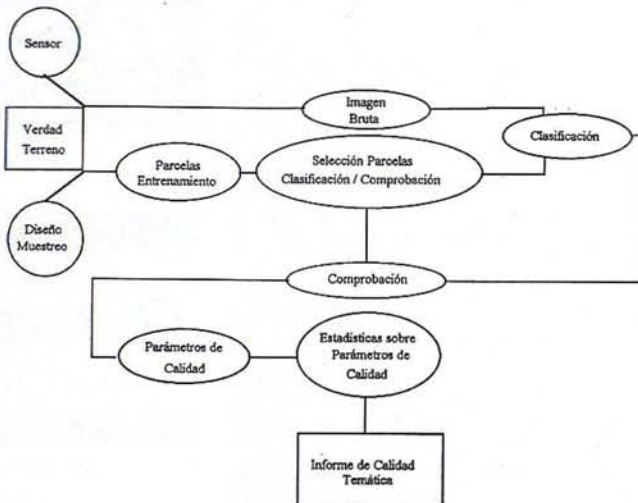 Sensor
Imagen
Bruta
Verdad
Terreno
Clasificación
Parcelas
Entrenamiento
Selección Parcelas
Clasificación / Comprobación
Diseño
Muestreo
Comprobación
Parámetros de
Calidad
Estadísticas sobre
Parámetros de
Calidad
Informe de Calidad
Temática